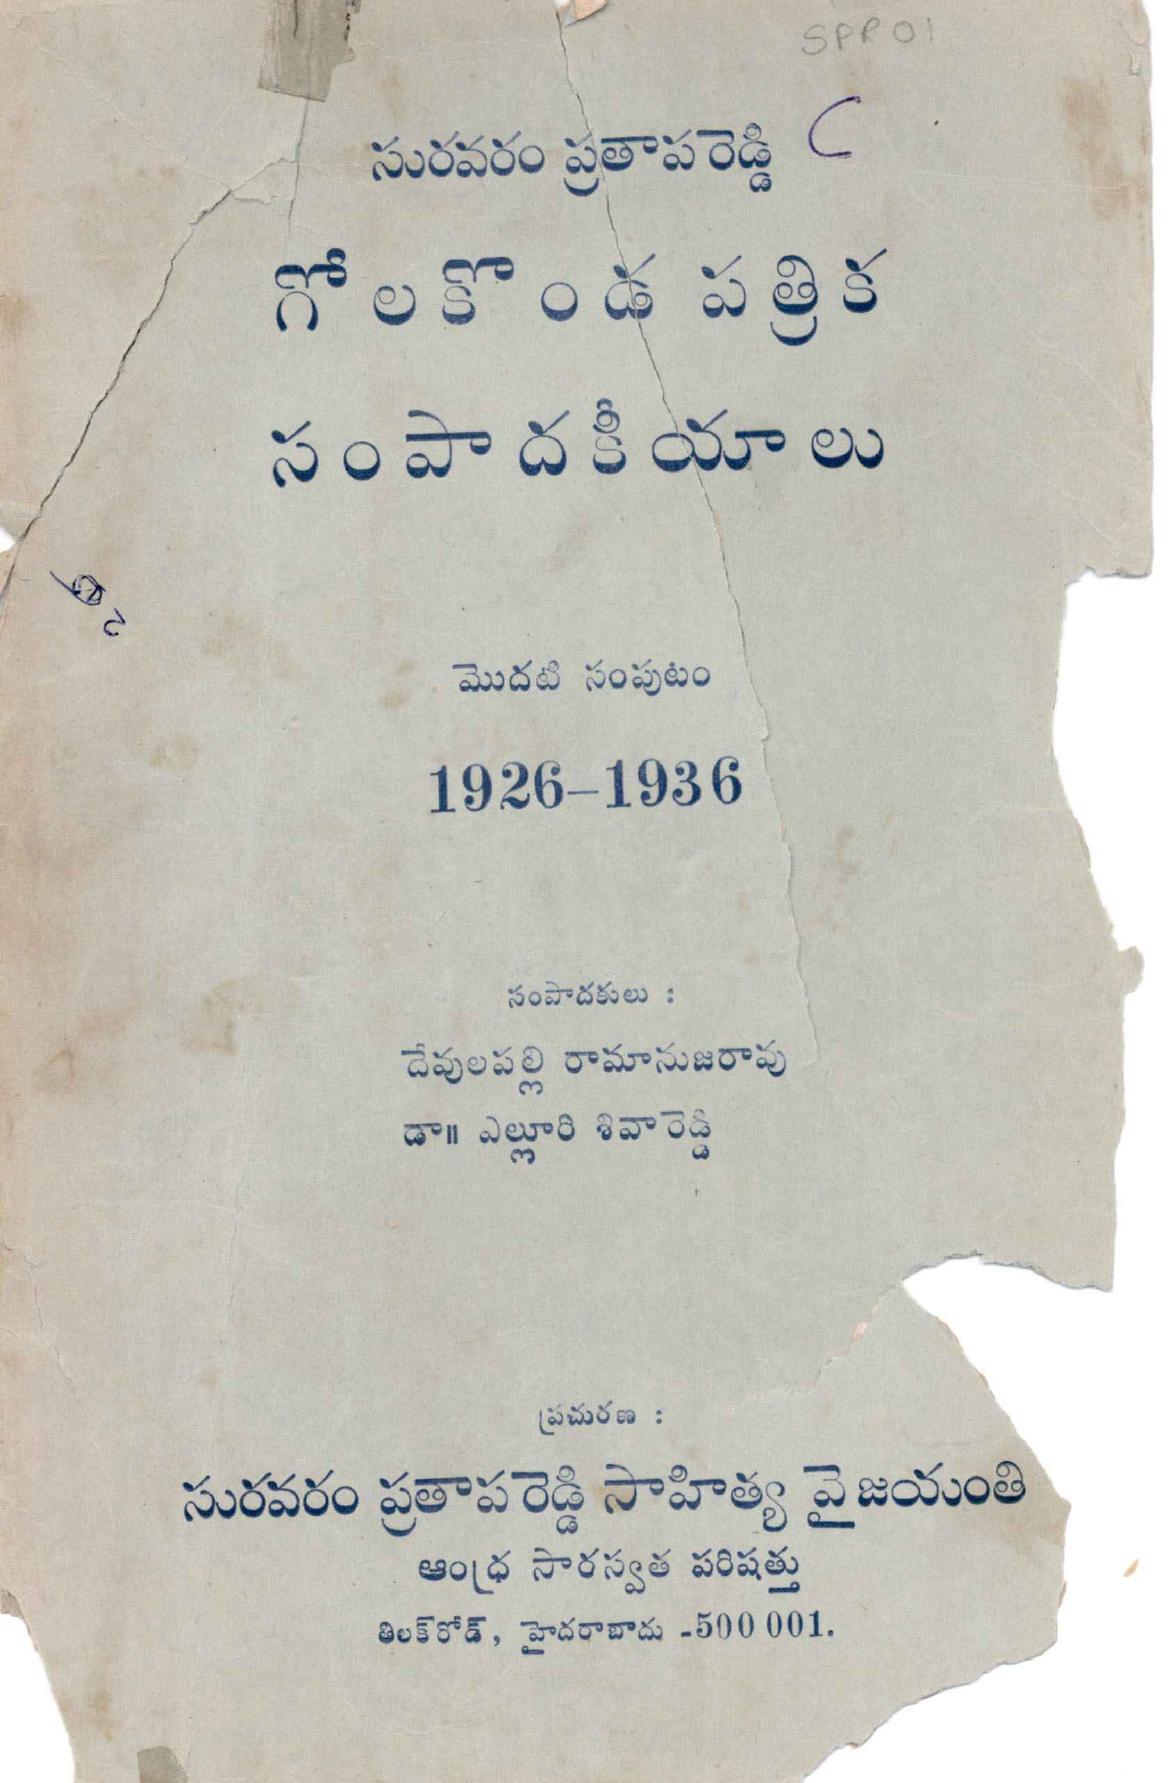 SPR01
సురవరం ప్రతాపరెడ్డి
గోలకొండ పత్రిక
సంపాదకీయాలు
మొదటి సంపుటం
1926-1936
సంపాదకులు :
దేవులపల్లి రామానుజరావు
డా॥ ఎల్లూరి శివారెడ్డి
ప్రచురణ :
సురవరం ప్రతాపరెడ్డి సాహిత్య వైజయంతి
ఆంధ్ర సారస్వత పరిషత్తు
తిలక్‌రోడ్, హైదరాబాదు -500 001.